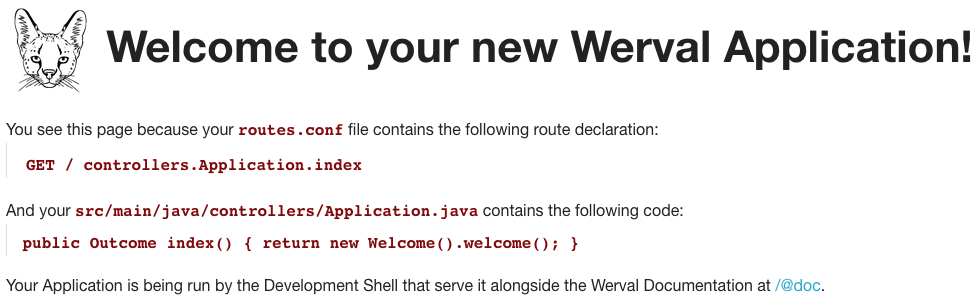 Welcome to your new Werval Application!
You see this page because your routes.conf file contains the following route declaration:
GET / controllers.Application.index
And your src/main/java/controllers/Application.java contains the following code:
public Outcome index() { return new Welcome().welcome(); }
Your Application is being run by the Development Shell that serve it alongside the Werval Documentation at /@doc.